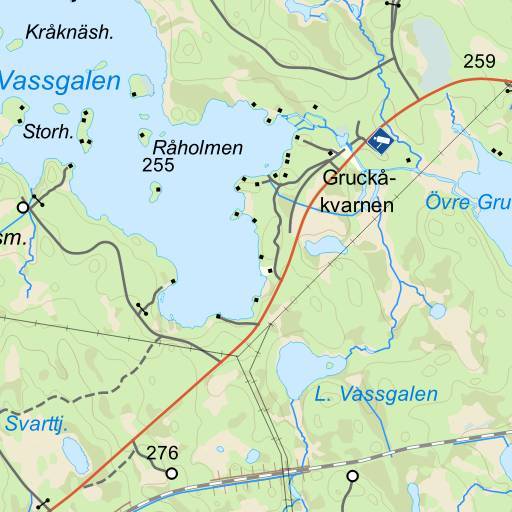 Kråknäsh.
259
Vassgalen
Storh.
Råholmen
255
Gruckå-
kvarnen
Övre Gru
sm.
L. Vassgalen
Svarttj.
276